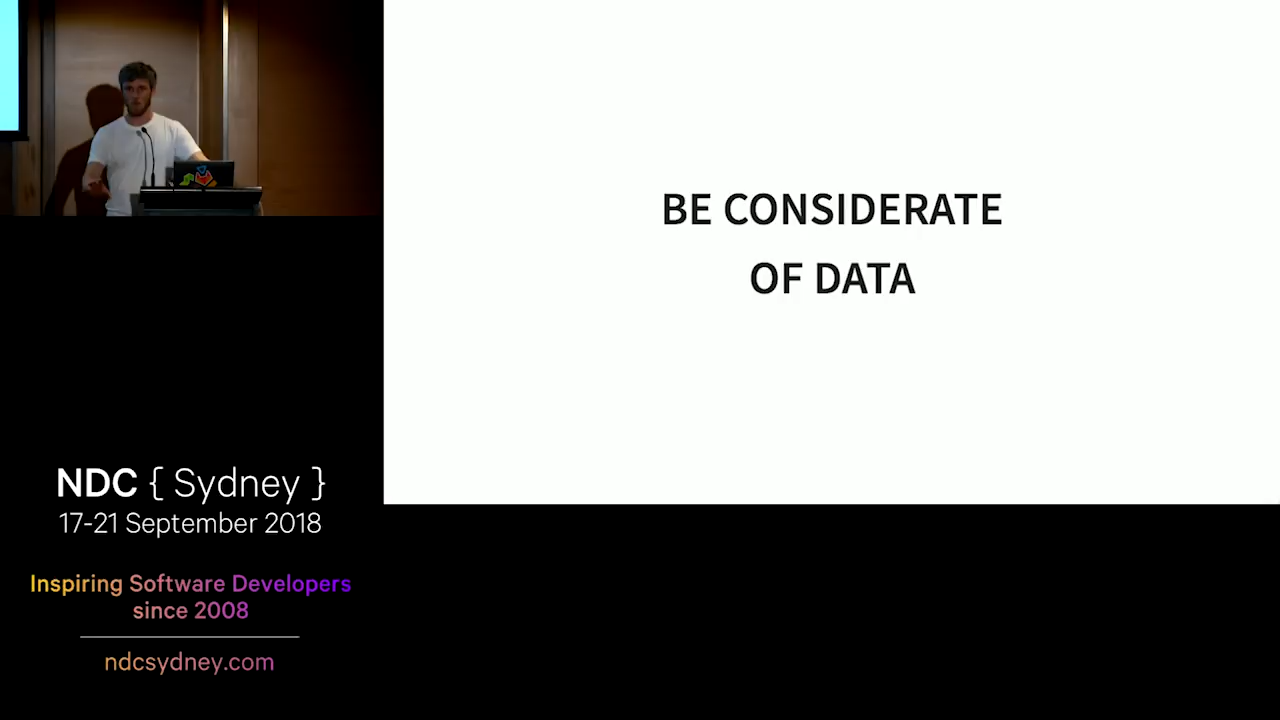 BE CONSIDERATE
OF DATA
NDC { Sydney }
17-21 September 2018
Inspiring Software Developers
since 2008
ndcsydney.com